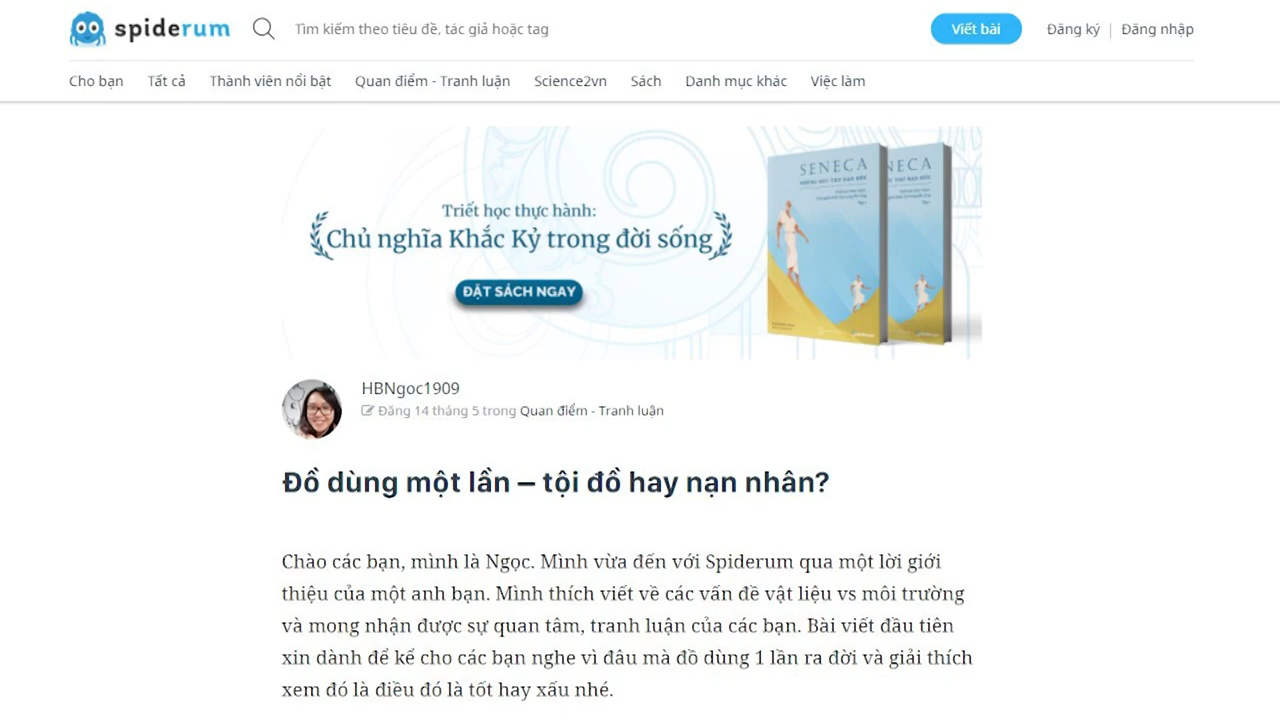 spiderum
Tìm kiếm theo tiêu đề, tác giả hoặc tag
Viết bài
Đăng ký | Đăng nhập
Cho bạn Tất cả Thành viên nổi bật Quan điểm - Tranh luận Science2vn Sách Danh mục khác Việc làm
Triết học thực hành:
Chủ nghĩa Khắc Kỷ trong đời sống
ĐẶT SÁCH NGAY
SENECA
HBNgoc1909
Đăng 14 tháng 5 trong Quan điểm - Tranh luận
Đồ dùng một lần – tội đồ hay nạn nhân?
Chào các bạn, mình là Ngọc. Mình vừa đến với Spiderum qua một lời giới
thiệu của một anh bạn. Mình thích viết về các vấn đề vật liệu vs môi trường
và mong nhận được sự quan tâm, tranh luận của các bạn. Bài viết đầu tiên
xin dành để kể cho các bạn nghe vì đâu mà đồ dùng 1 lần ra đời và giải thích
xem đó là điều đó là tốt hay xấu nhé.